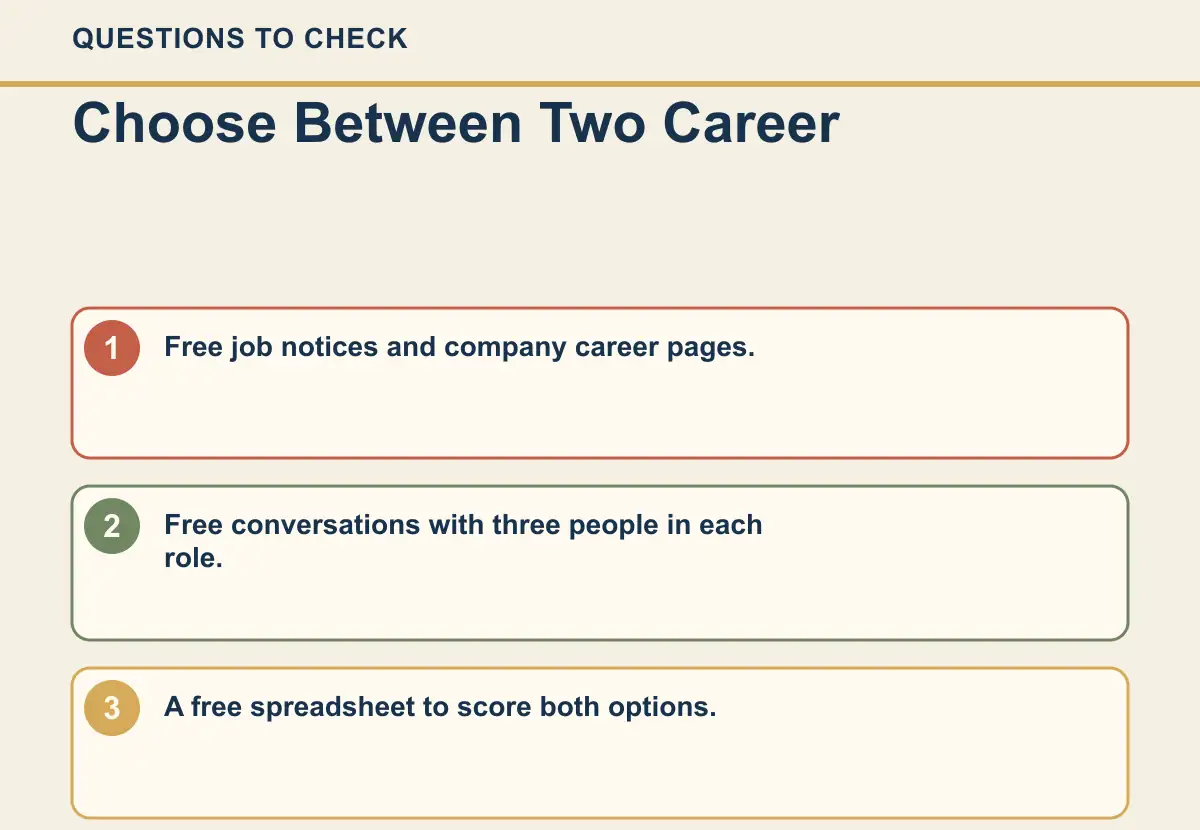 QUESTIONS TO CHECK
Choose Between Two Career
1
Free job notices and company career pages.
2
Free conversations with three people in each
role.
3
A free spreadsheet to score both options.